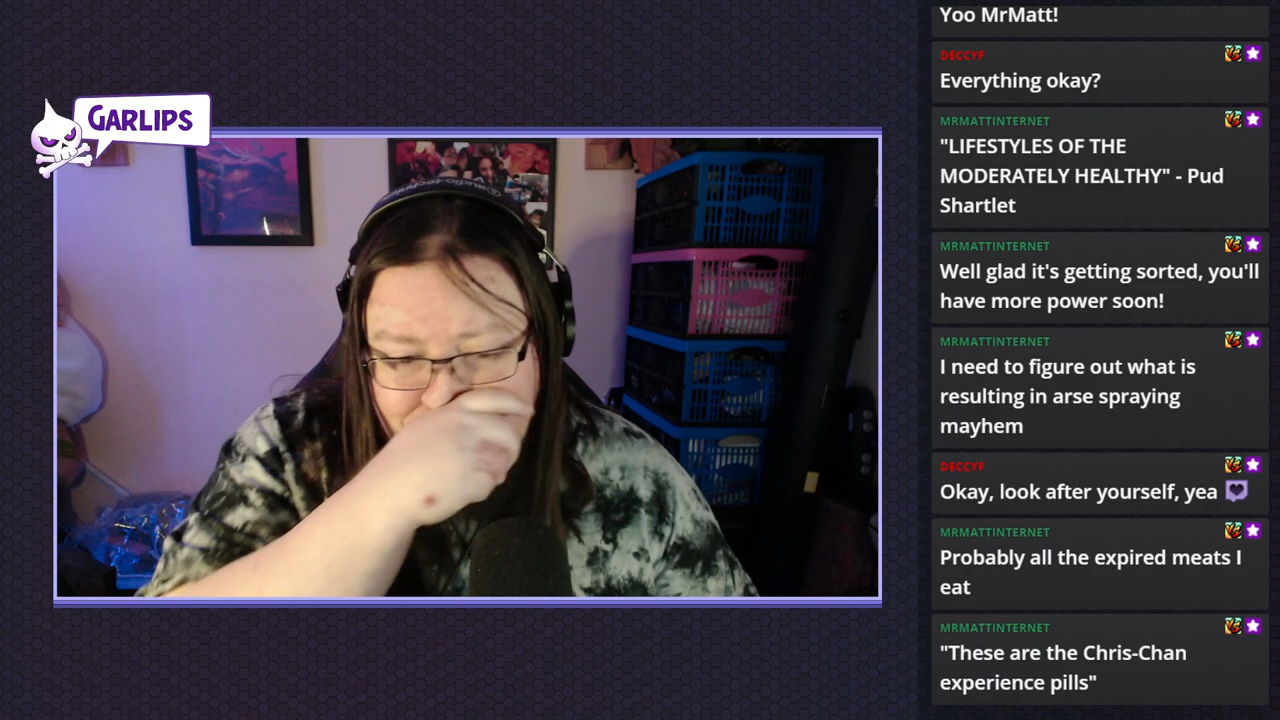 GARLIPS
Yoo MrMatt!
DECCYF
Everything okay?
MRMATTINTERNET
"LIFESTYLES OF THE
MODERATELY HEALTHY" - Pud
Shartlet
MRMATTINTERNET
Well glad it's getting sorted, you'll
have more power soon!
MRMATTINTERNET
I need to figure out what is
resulting in arse spraying
mayhem
DECCYF
Okay, look after yourself, yea
MRMATTINTERNET
Probably all the expired meats I
eat
MRMATTINTERNET
"These are the Chris-Chan
experience pills"